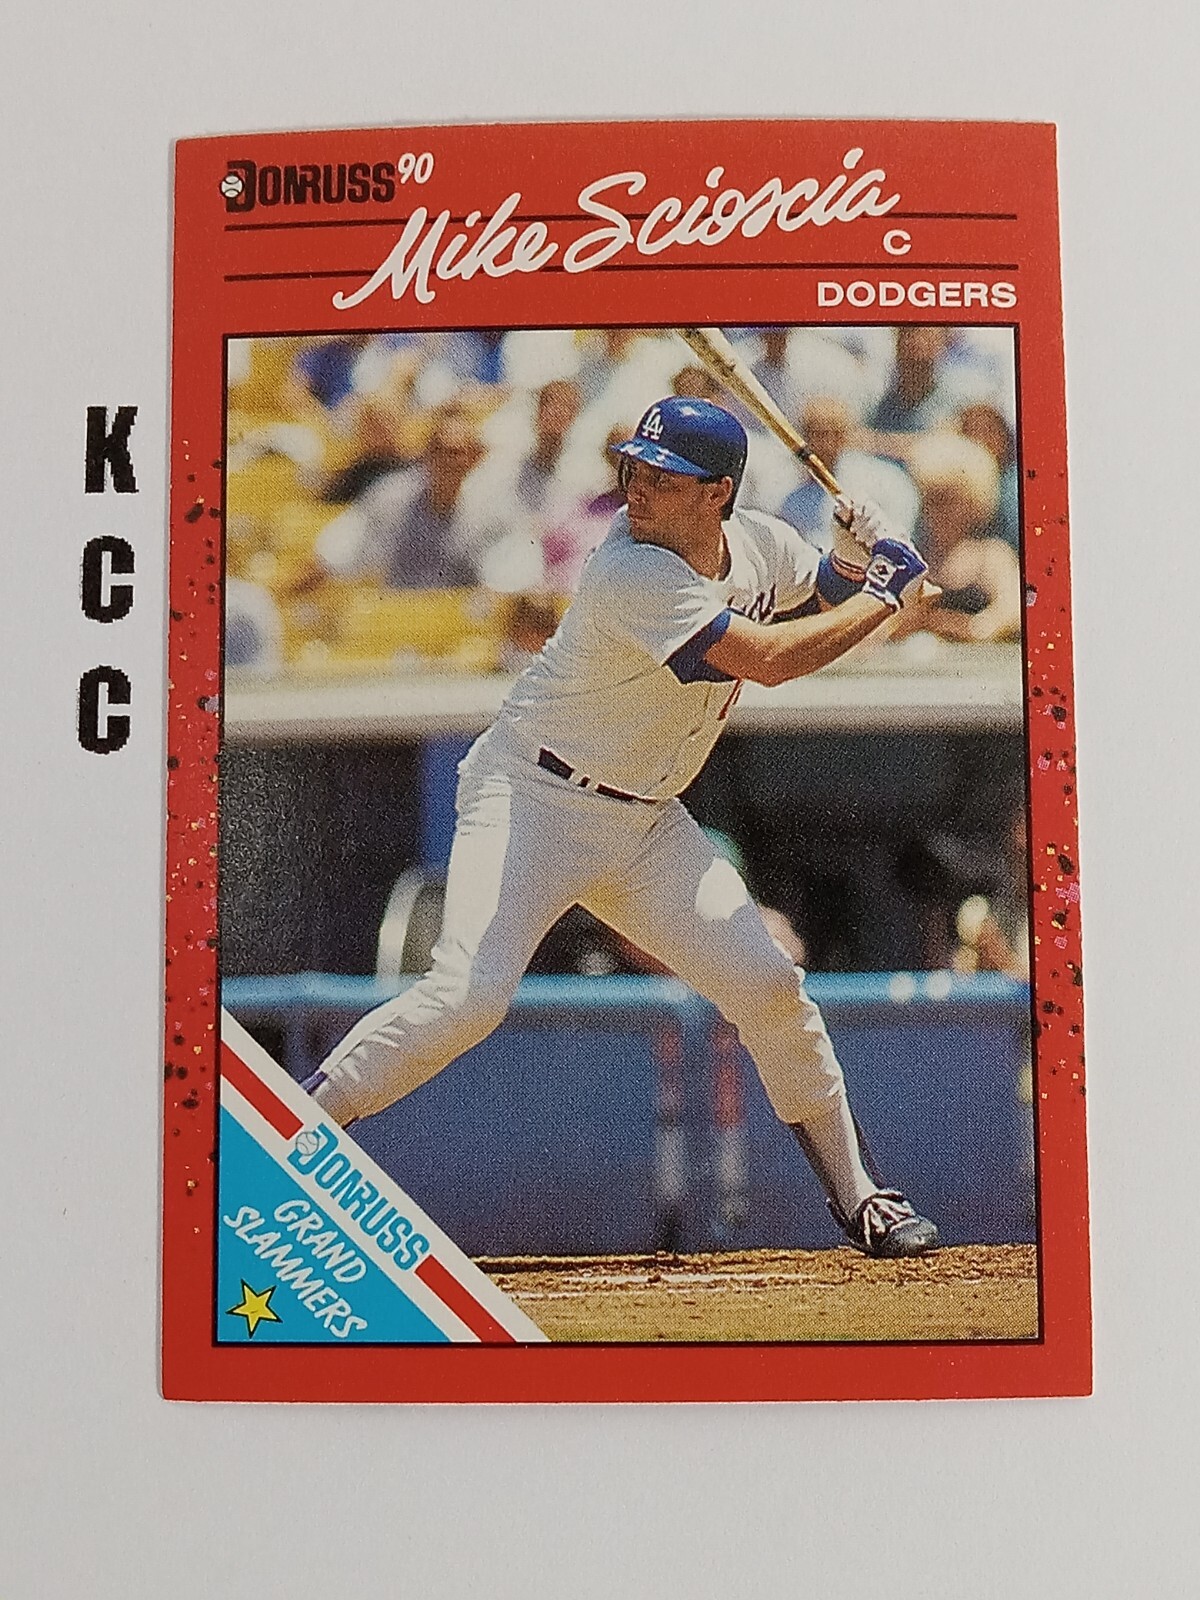 DONRUSS 90
Mike Scioscia
C
DODGERS
K
C
C
LA
DONRUSS
GRAND
SLAMMERS